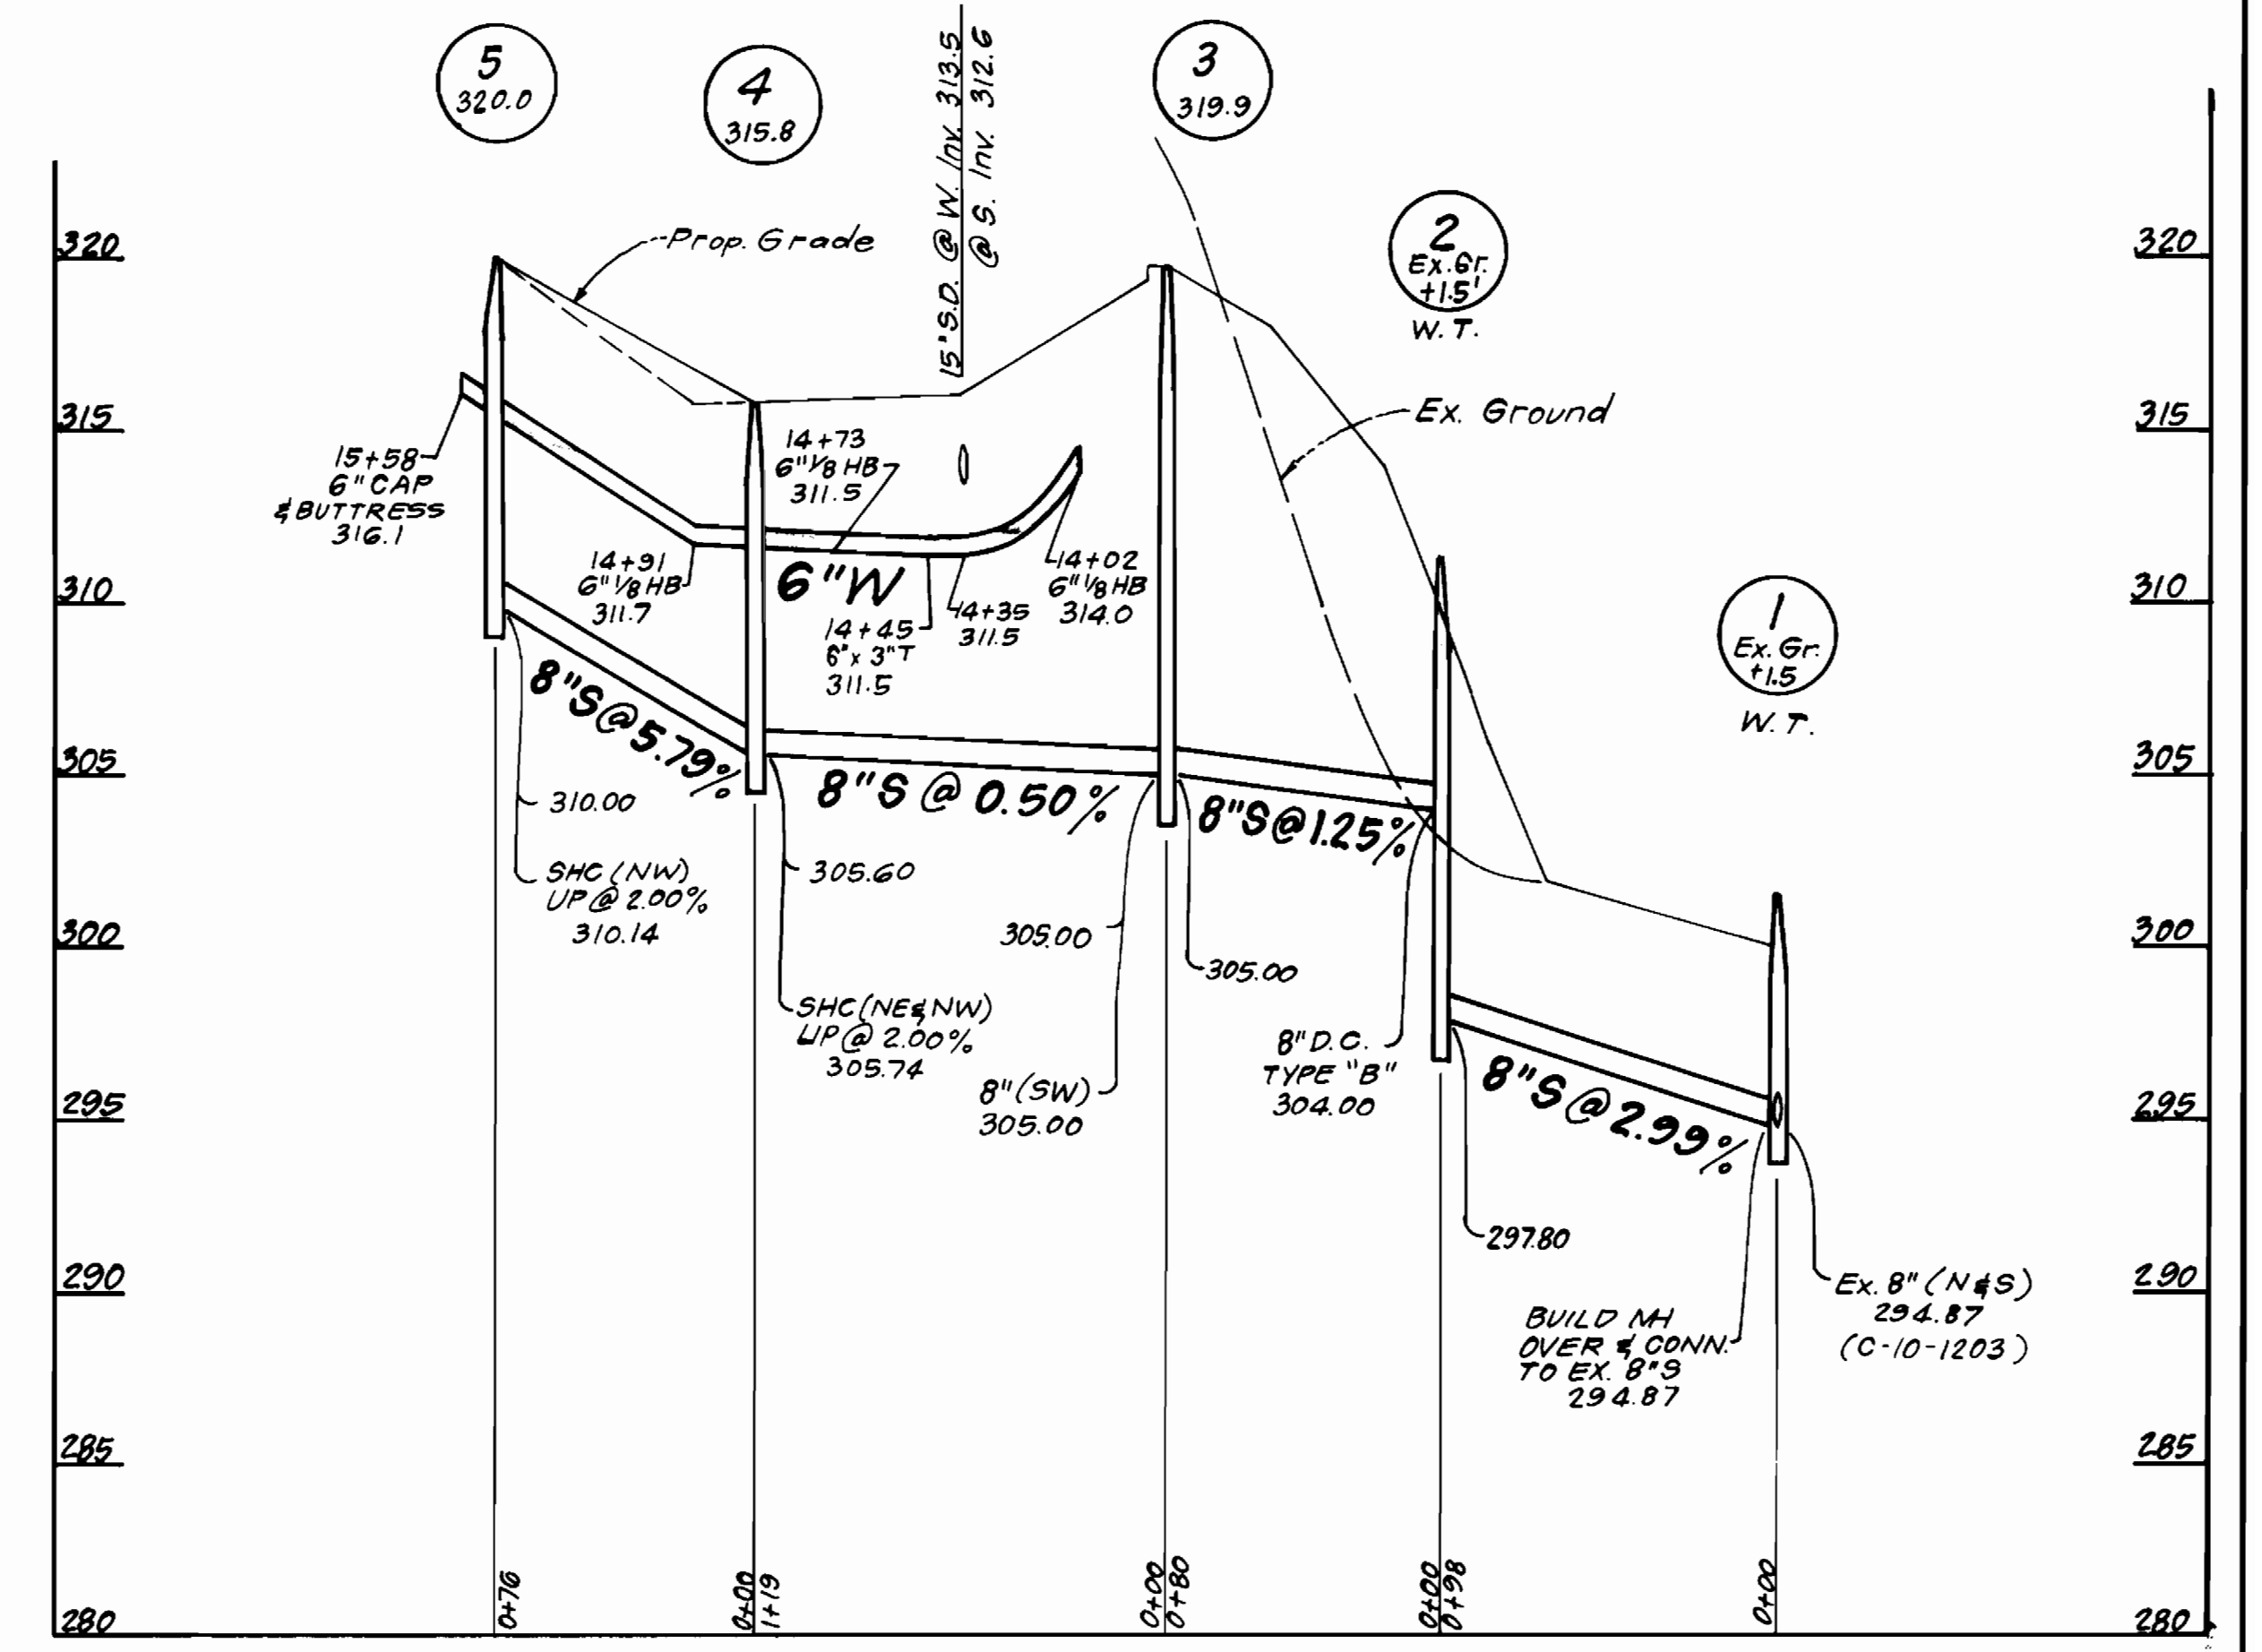 5
320.0
4
315.8
15" S.D. @ W. Inv. 313.5
@ S. Inv. 312.6
3
319.9
2
Ex. Gr.
+1.5'
W. T.
1
Ex. Gr.
+1.5
W. T.
Prop. Grade
Ex. Ground
320
315
310
305
300
295
290
285
280
320
315
310
305
300
295
290
285
280
15+58
6" CAP
& BUTTRESS
316.1
14+73
6" 1/8 HB
311.5
14+91
6" 1/8 HB
311.7
6" W
14+45
6" x 3" T
311.5
14+35
311.5
14+02
6" 1/8 HB
314.0
8"S@5.79%
8"S @ 0.50%
8"S@1.25%
8"S @ 2.99%
310.00
SHC (NW)
UP @ 2.00%
310.14
305.60
SHC (NE & NW)
UP @ 2.00%
305.74
305.00
8" (SW)
305.00
305.00
8" D.C.
TYPE "B"
304.00
297.80
BUILD MH
OVER & CONN.
TO EX. 8"S
294.87
Ex. 8" (N & S)
294.87
(C-10-1203)
0+76
0+00
1+19
0+00
0+80
0+00
0+98
0+00